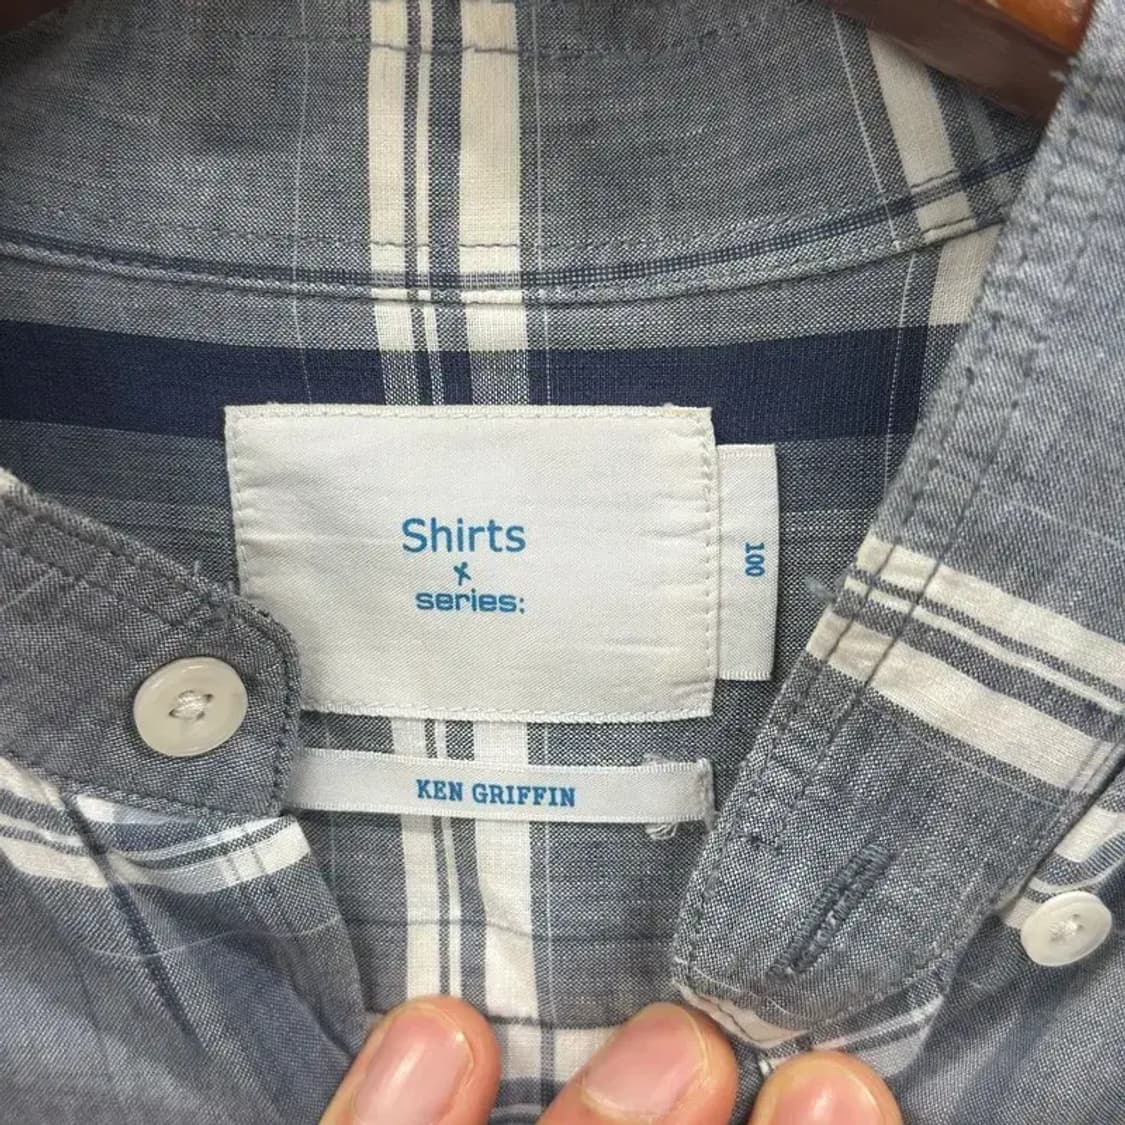 Shirts
x
series:
100
KEN GRIFFIN